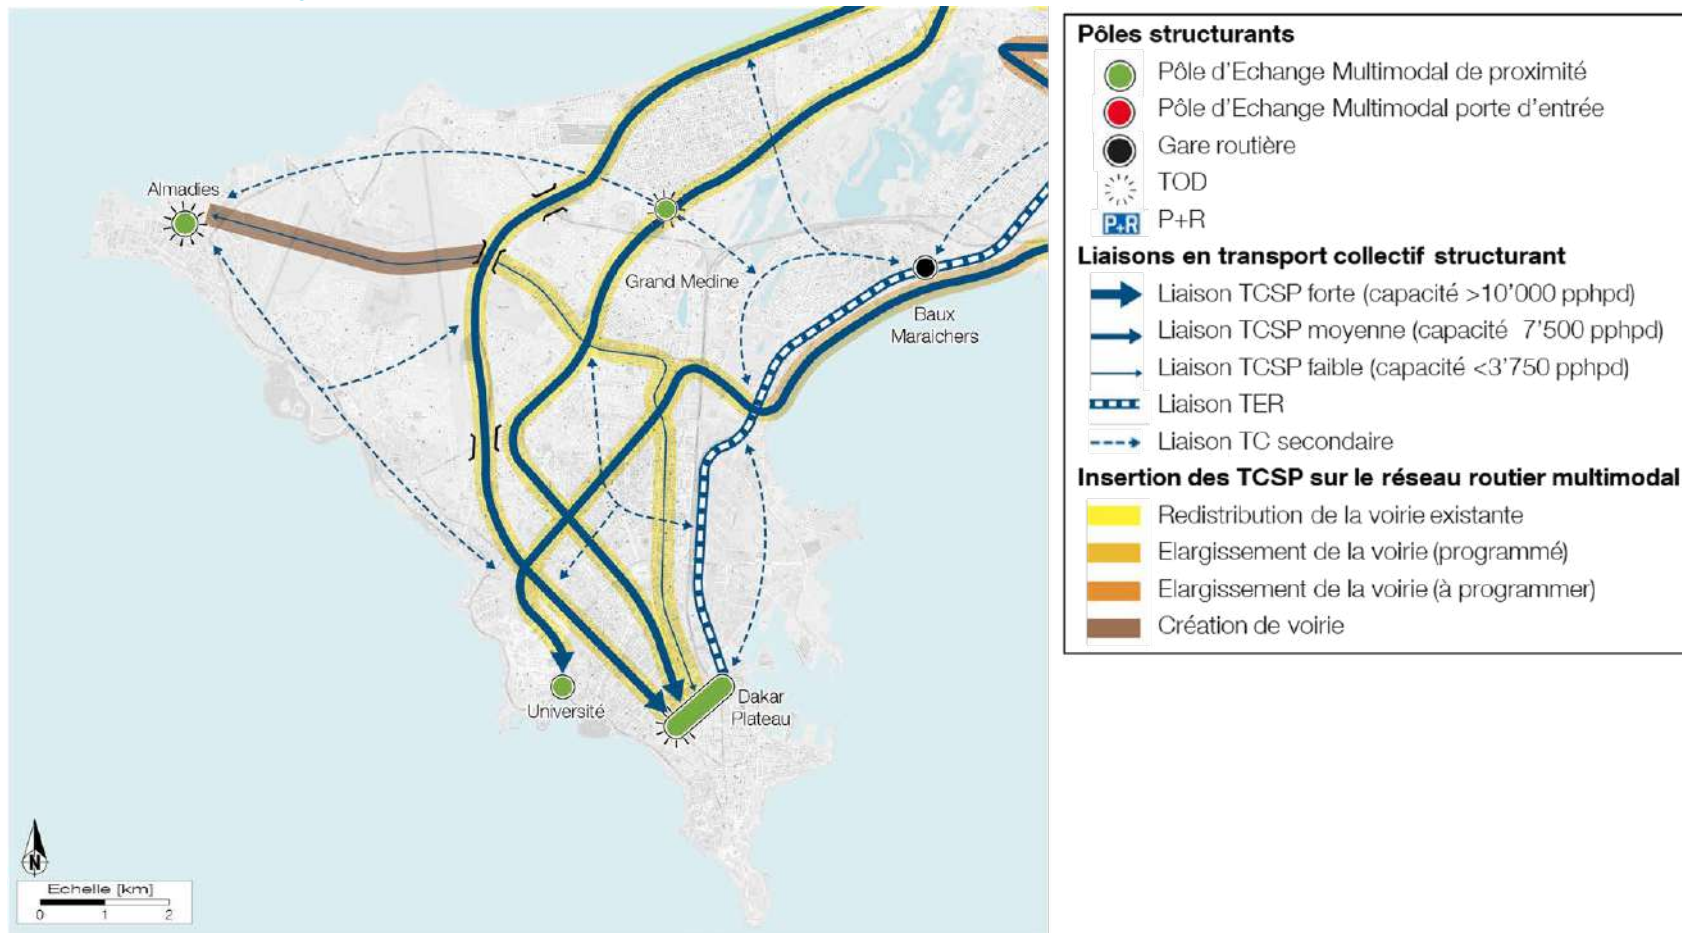 Almadies
Grand Medine
Baux
Maraichers
Université
Dakar
Plateau
N
Echelle [km]
0 1 2
Pôles structurants
Pôle d'Echange Multimodal de proximité
Pôle d'Echange Multimodal porte d'entrée
Gare routière
TOD
P+R P+R
Liaisons en transport collectif structurant
Liaison TCSP forte (capacité >10'000 pphpd)
Liaison TCSP moyenne (capacité 7'500 pphpd)
Liaison TCSP faible (capacité <3'750 pphpd)
Liaison TER
Liaison TC secondaire
Insertion des TCSP sur le réseau routier multimodal
Redistribution de la voirie existante
Elargissement de la voirie (programmé)
Elargissement de la voirie (à programmer)
Création de voirie